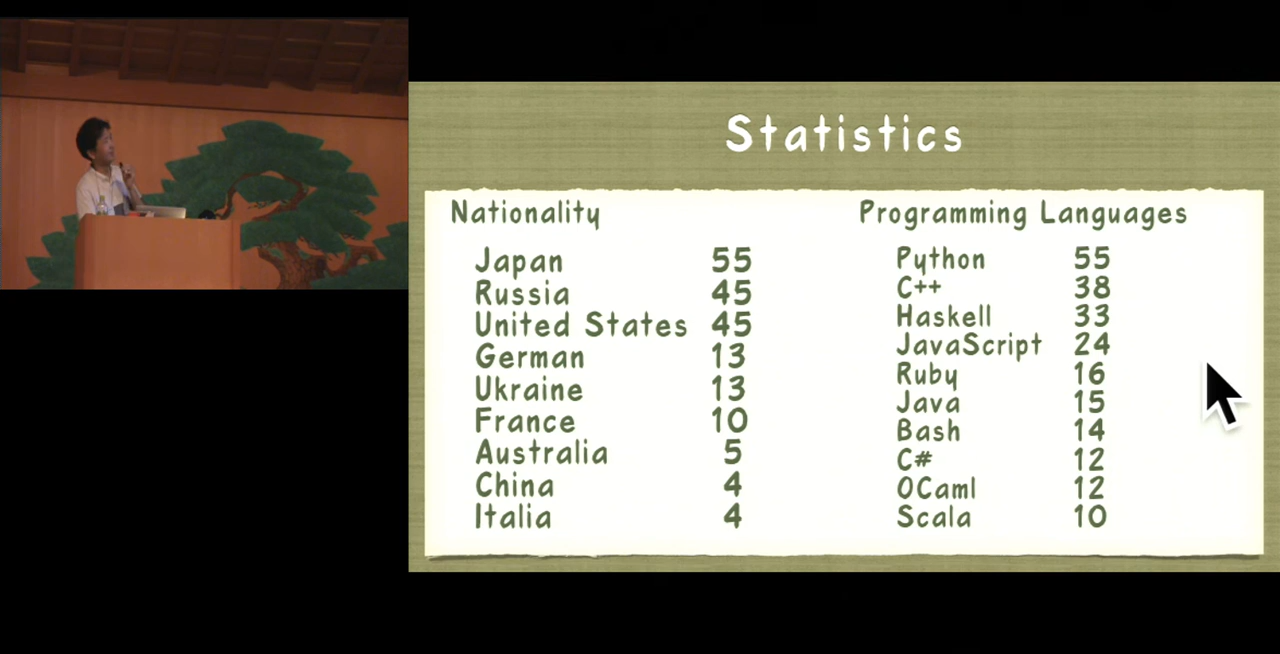 Statistics
Nationality
Japan 55
Russia 45
United States 45
German 13
Ukraine 13
France 10
Australia 5
China 4
Italia 4
Programming Languages
Python 55
C++ 38
Haskell 33
JavaScript 24
Ruby 16
Java 15
Bash 14
C# 12
OCaml 12
Scala 10